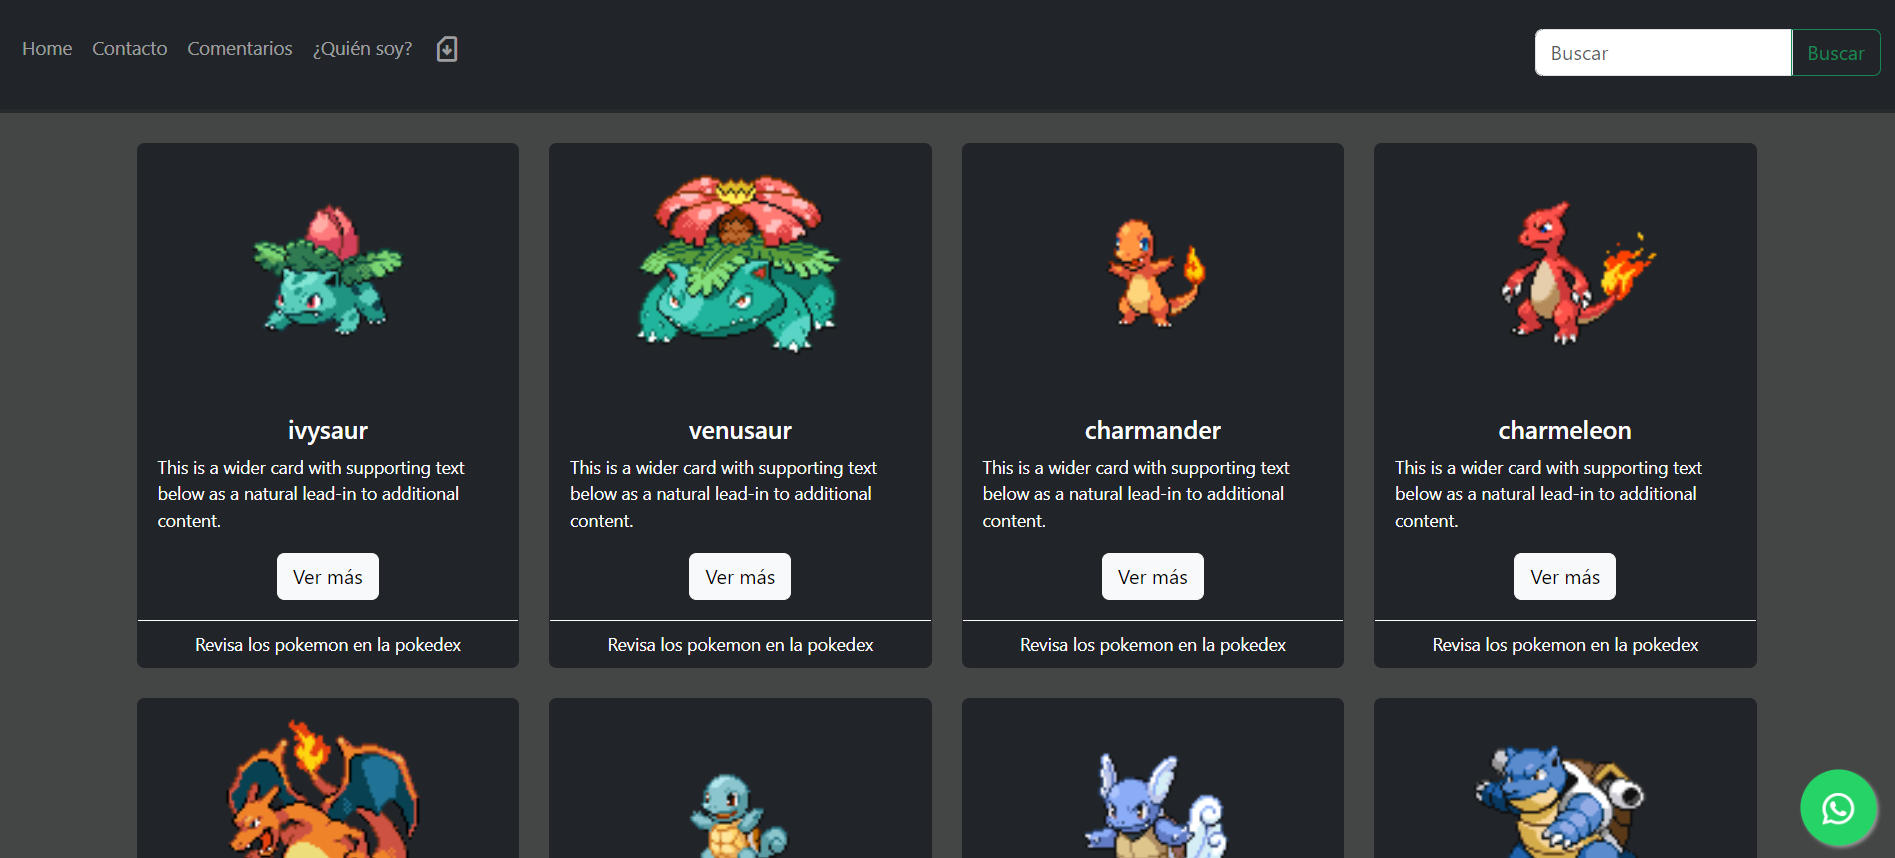 Home Contacto Comentarios ¿Quién soy?
Buscar Buscar
ivysaur
This is a wider card with supporting text
below as a natural lead-in to additional
content.
Ver más
Revisa los pokemon en la pokedex
venusaur
This is a wider card with supporting text
below as a natural lead-in to additional
content.
Ver más
Revisa los pokemon en la pokedex
charmander
This is a wider card with supporting text
below as a natural lead-in to additional
content.
Ver más
Revisa los pokemon en la pokedex
charmeleon
This is a wider card with supporting text
below as a natural lead-in to additional
content.
Ver más
Revisa los pokemon en la pokedex